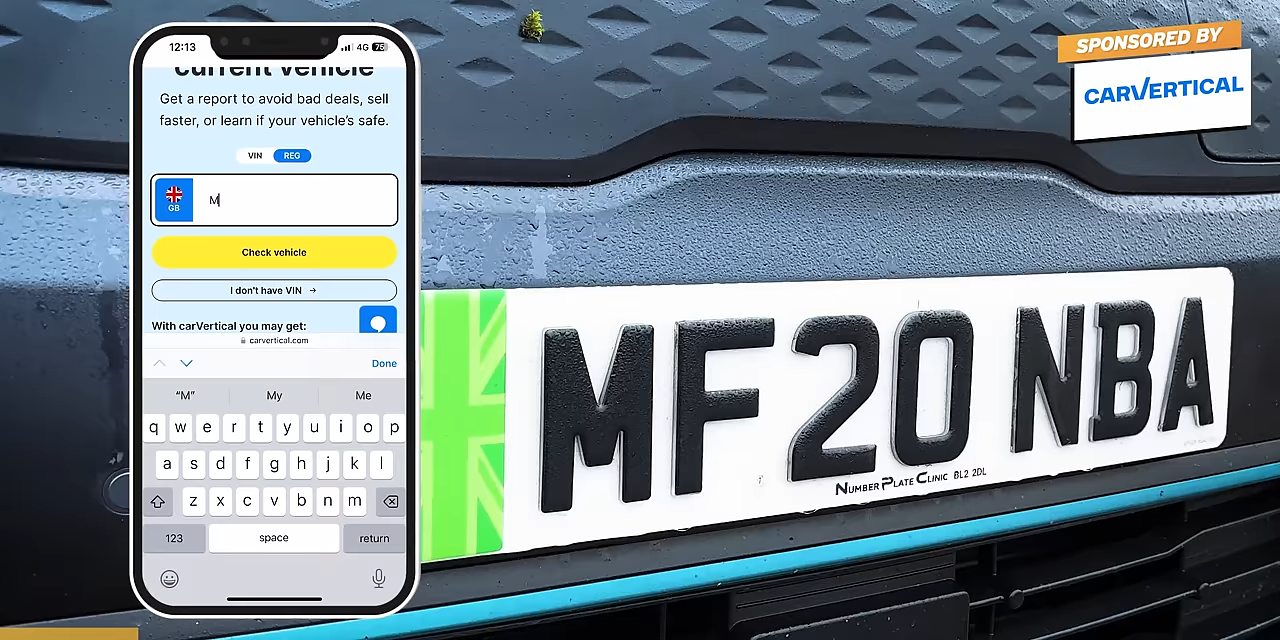 12:13
4G 75
current vehicle
Get a report to avoid bad deals, sell
faster, or learn if your vehicle's safe.
VIN REG
GB
M
Check vehicle
I don't have VIN →
With carVertical you may get:
carvertical.com
Done
"M" My Me
q w e r t y u i o p
a s d f g h j k l
z x c v b n m
123 space return
SPONSORED BY
CARVERTICAL
MF20 NBA
NUMBER PLATE CLINIC BL2 2DL